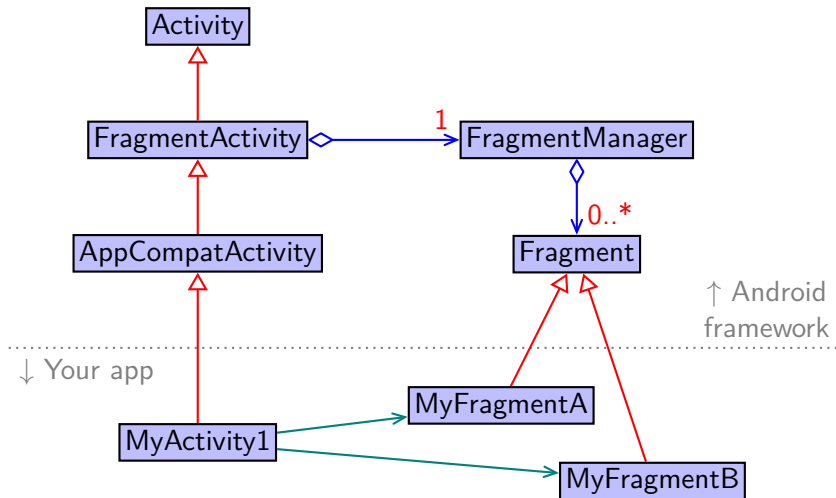 Activity
FragmentActivity
1
FragmentManager
0..*
AppCompatActivity
Fragment
↑ Android
framework
↓ Your app
MyFragmentA
MyActivity1
MyFragmentB